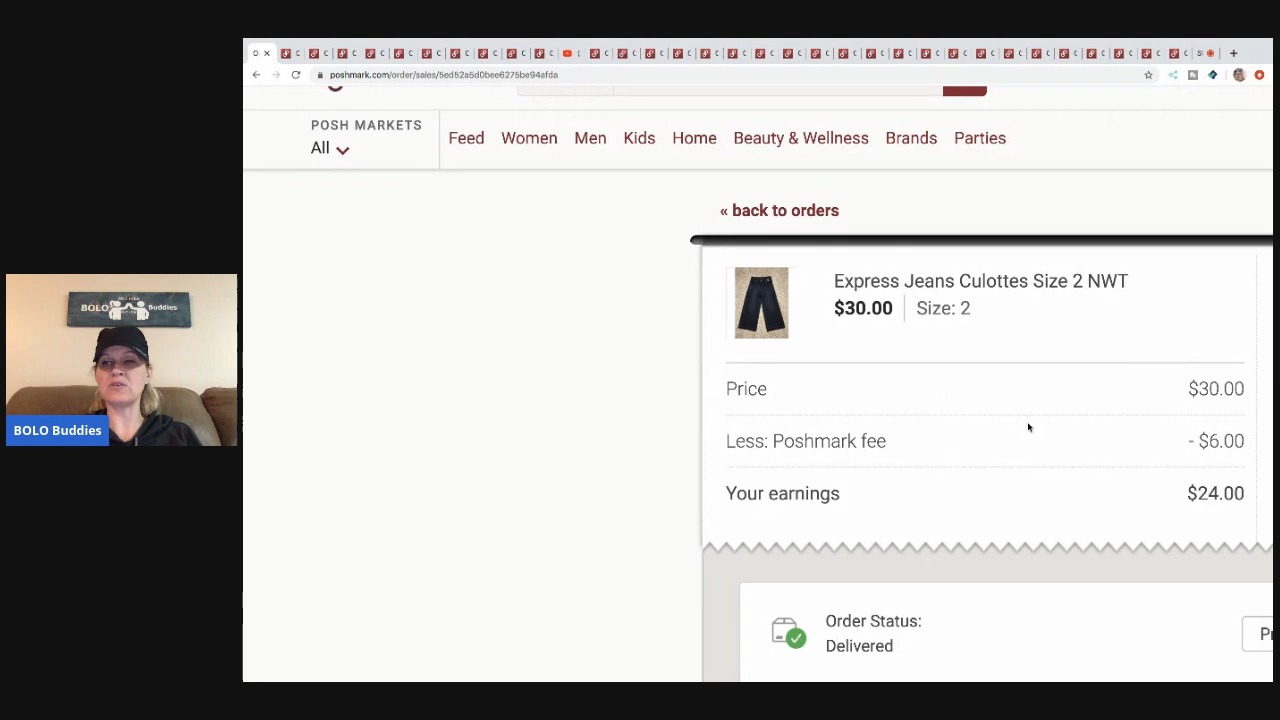 poshmark.com/order/sales/5ed52a5d0bee6275be94afda
POSH MARKETS
All
Feed Women Men Kids Home Beauty & Wellness Brands Parties
« back to orders
Express Jeans Culottes Size 2 NWT
$30.00 Size: 2
Price $30.00
Less: Poshmark fee - $6.00
Your earnings $24.00
Order Status:
Delivered
BOLO Buddies
BOLO Buddies